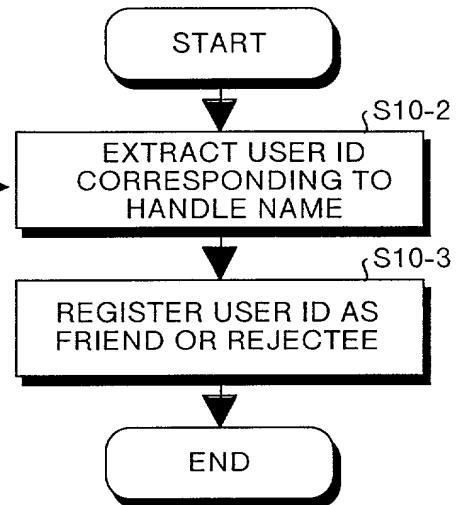 START
S10-2
EXTRACT USER ID
CORRESPONDING TO
HANDLE NAME
S10-3
REGISTER USER ID AS
FRIEND OR REJECTEE
END